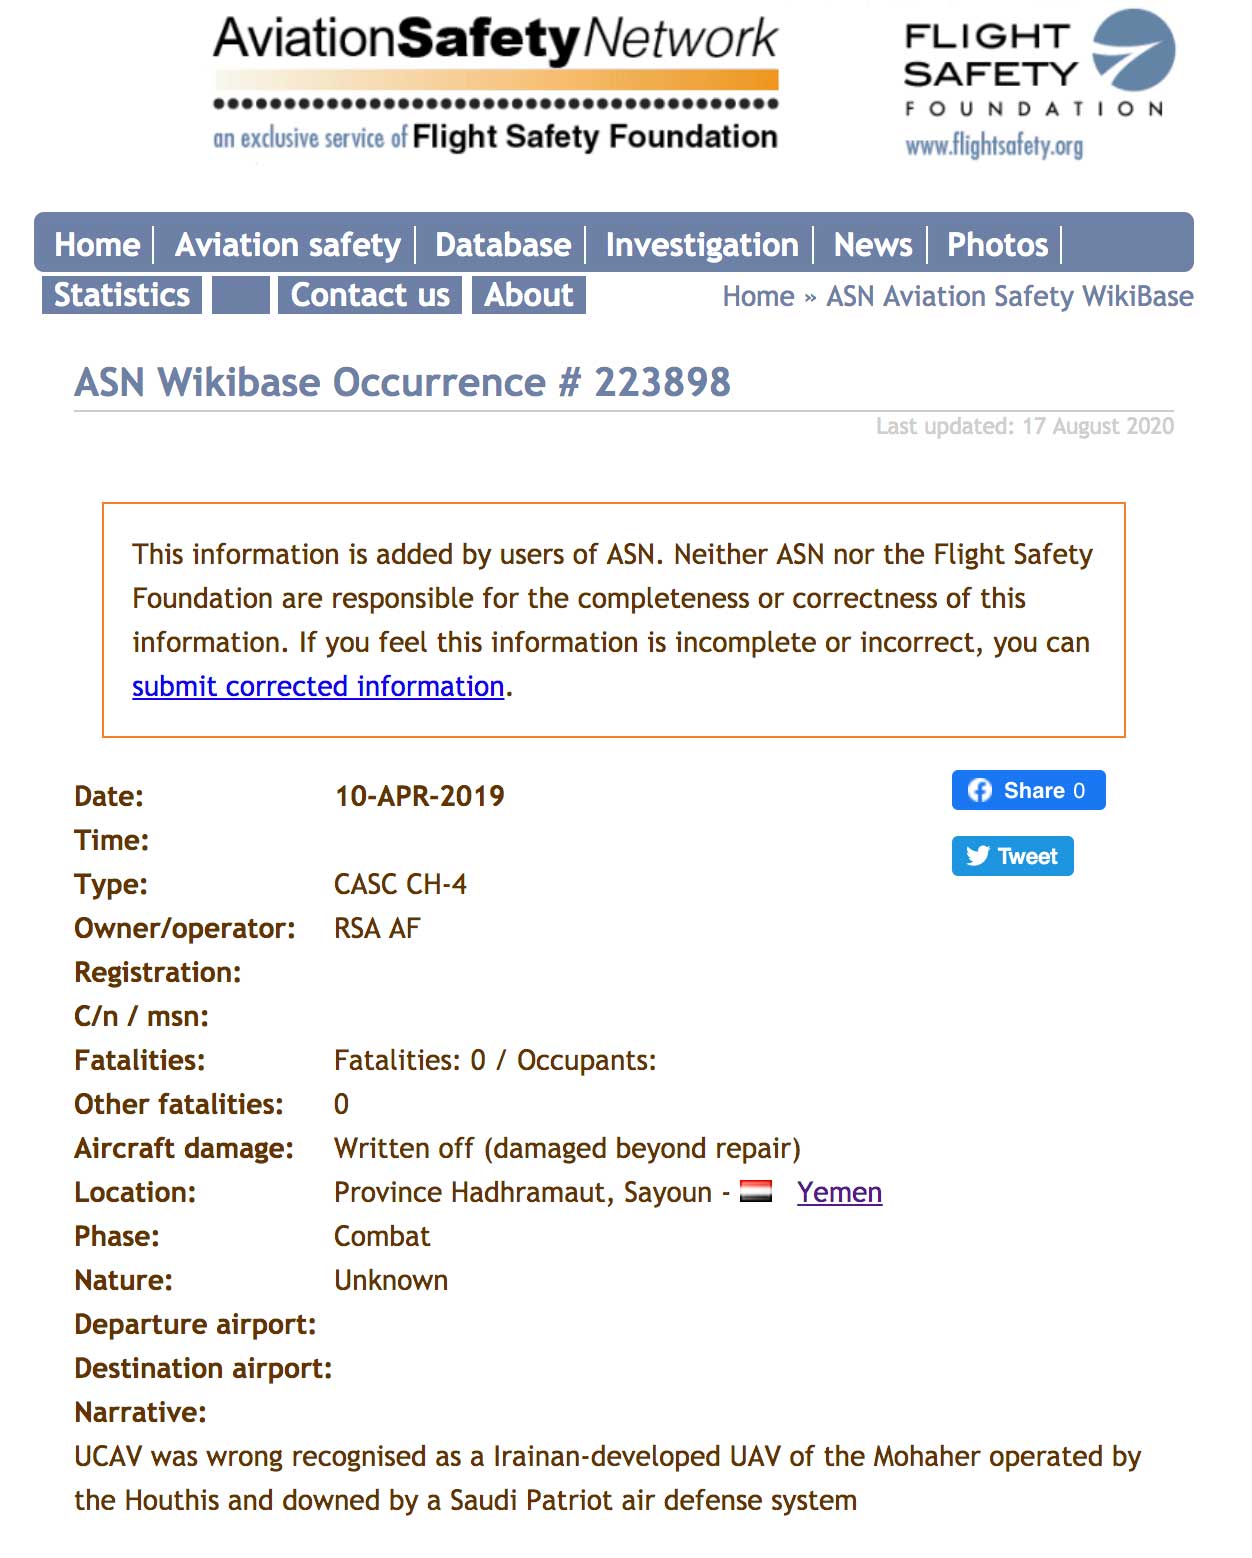 AviationSafetyNetwork
an exclusive service of Flight Safety Foundation
FLIGHT
SAFETY
FOUNDATION
www.flightsafety.org
Home Aviation safety Database Investigation News Photos
Statistics Contact us About
Home » ASN Aviation Safety WikiBase
ASN Wikibase Occurrence # 223898
Last updated: 17 August 2020
This information is added by users of ASN. Neither ASN nor the Flight Safety
Foundation are responsible for the completeness or correctness of this
information. If you feel this information is incomplete or incorrect, you can
submit corrected information.
Share 0
Tweet
Date: 10-APR-2019
Time:
Type: CASC CH-4
Owner/operator: RSA AF
Registration:
C/n / msn:
Fatalities: Fatalities: 0 / Occupants:
Other fatalities: 0
Aircraft damage: Written off (damaged beyond repair)
Location: Province Hadhramaut, Sayoun - Yemen
Phase: Combat
Nature: Unknown
Departure airport:
Destination airport:
Narrative:
UCAV was wrong recognised as a Irainan-developed UAV of the Mohaher operated by
the Houthis and downed by a Saudi Patriot air defense system